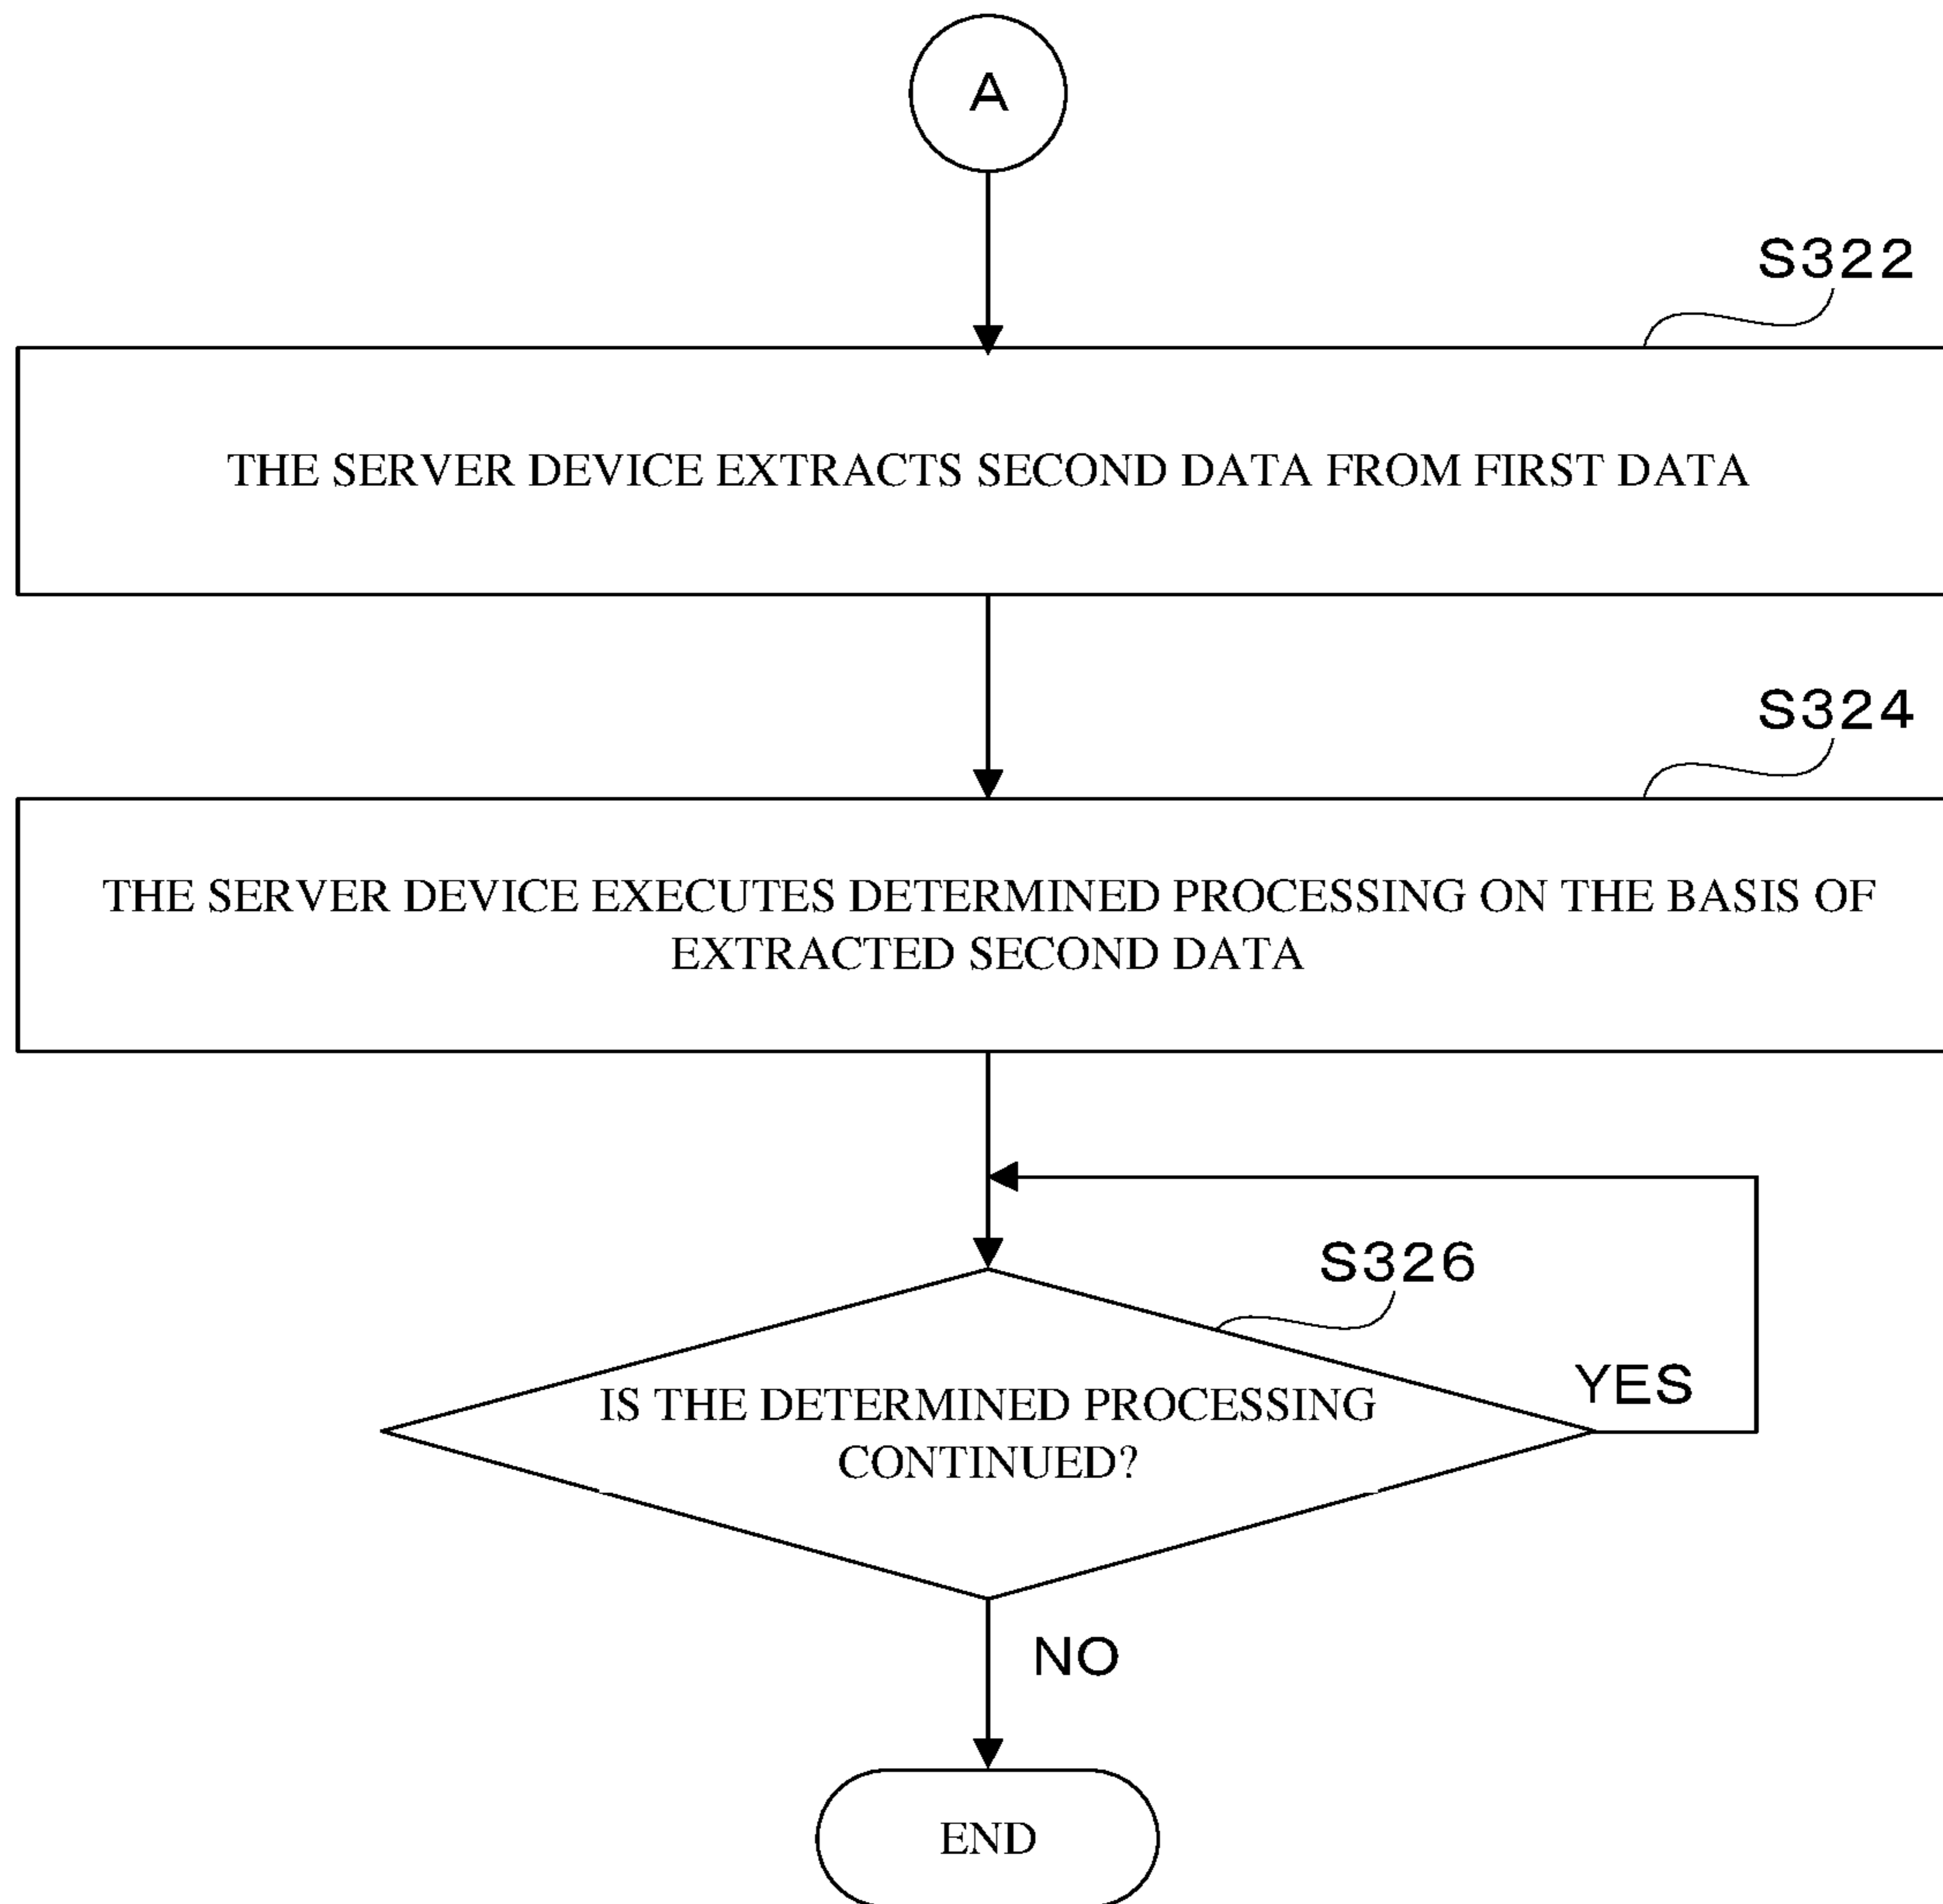 A
S322
THE SERVER DEVICE EXTRACTS SECOND DATA FROM FIRST DATA
S324
THE SERVER DEVICE EXECUTES DETERMINED PROCESSING ON THE BASIS OF
EXTRACTED SECOND DATA
S326
YES
IS THE DETERMINED PROCESSING
CONTINUED?
NO
END